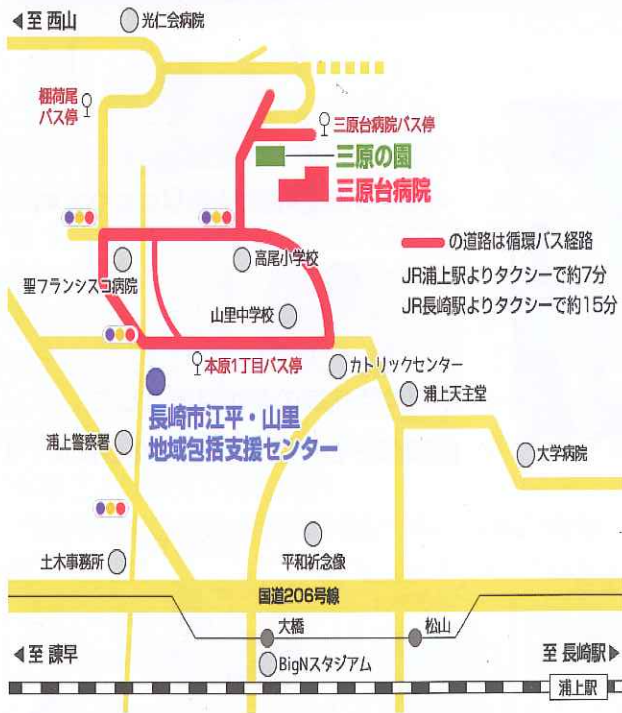 ◀至 西山
光仁会病院
棚荷尾
バス停
三原台病院バス停
三原の園
三原台病院
の道路は循環バス経路
高尾小学校
聖フランシスコ病院
JR浦上駅よりタクシーで約7分
JR長崎駅よりタクシーで約15分
山里中学校
本原1丁目バス停
カトリックセンター
浦上天主堂
長崎市江平・山里
地域包括支援センター
浦上警察署
大学病院
土木事務所
平和祈念像
国道206号線
大橋
松山
◀至 諫早
BigNスタジアム
至 長崎駅▶
浦上駅